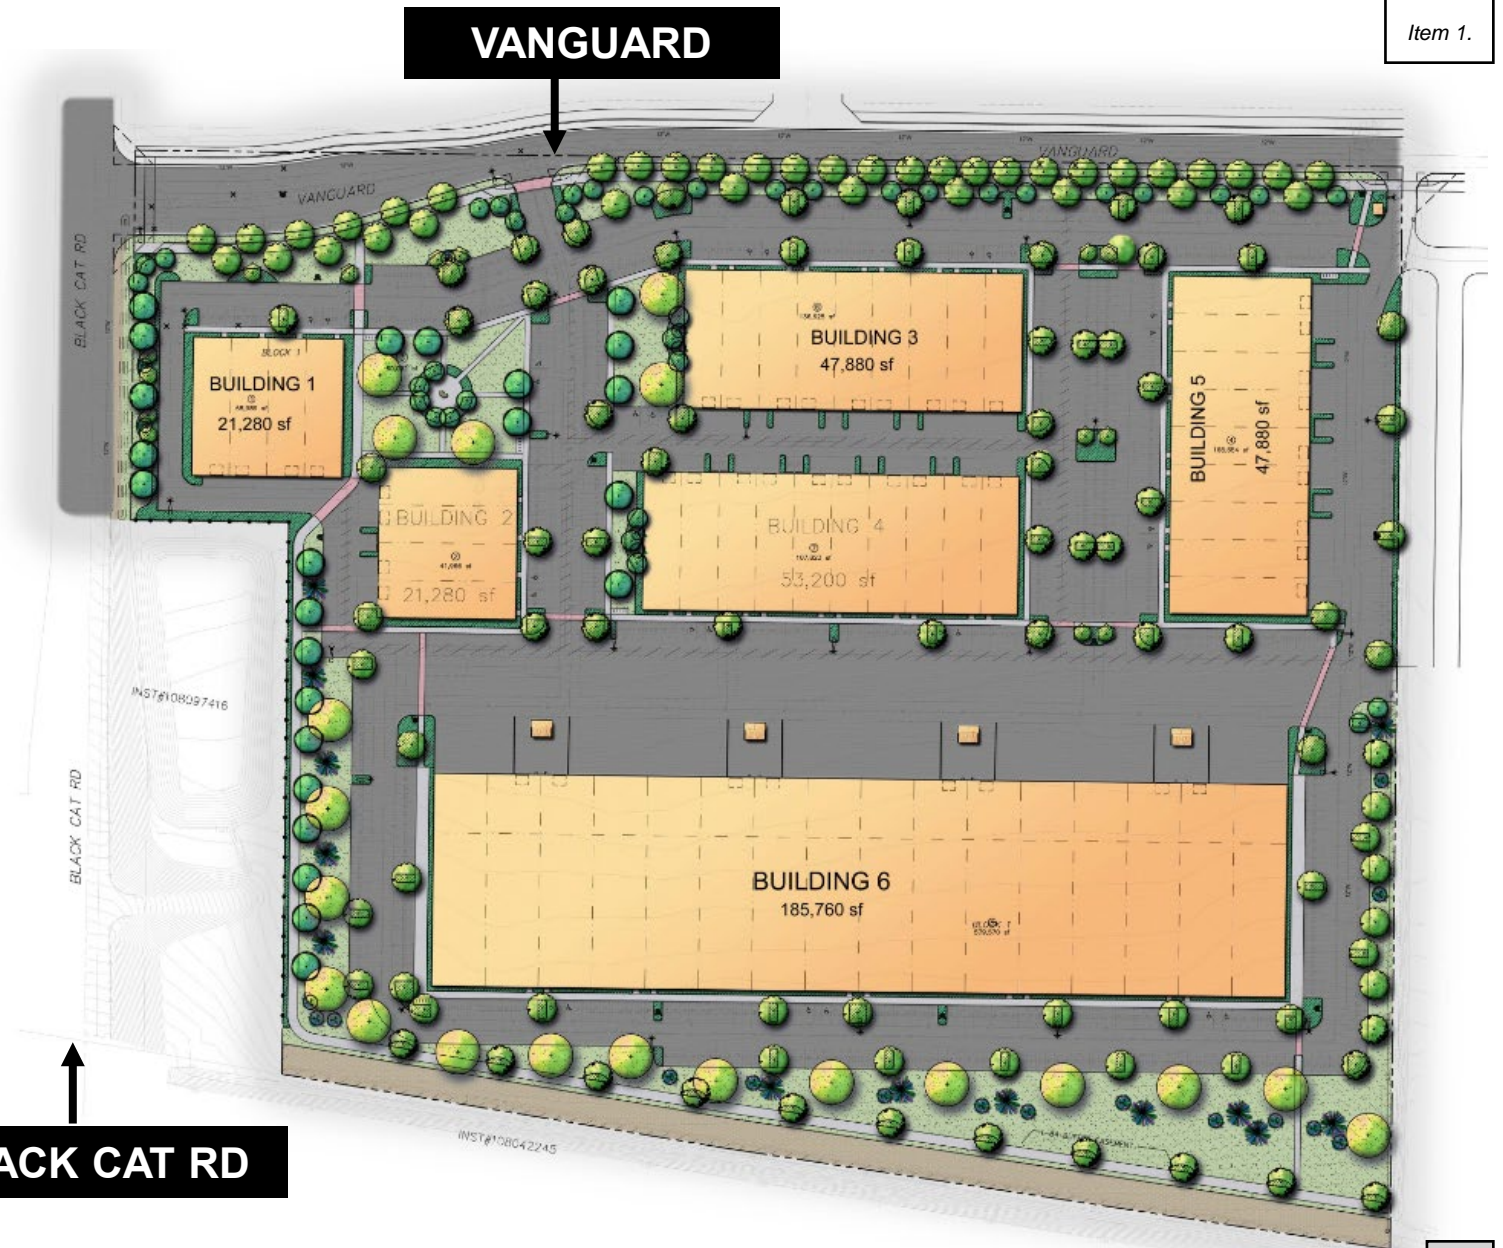 Item 1.
VANGUARD
VANGUARD
VANGUARD
BLACK CAT RD
BLOCK 1
BUILDING 1
21,280 sf
BUILDING 2
21,280 sf
BUILDING 3
47,880 sf
BUILDING 4
53,200 sf
BUILDING 5
47,880 sf
INST#108097416
BLACK CAT RD
BUILDING 6
185,760 sf
INST#108042245
ACK CAT RD